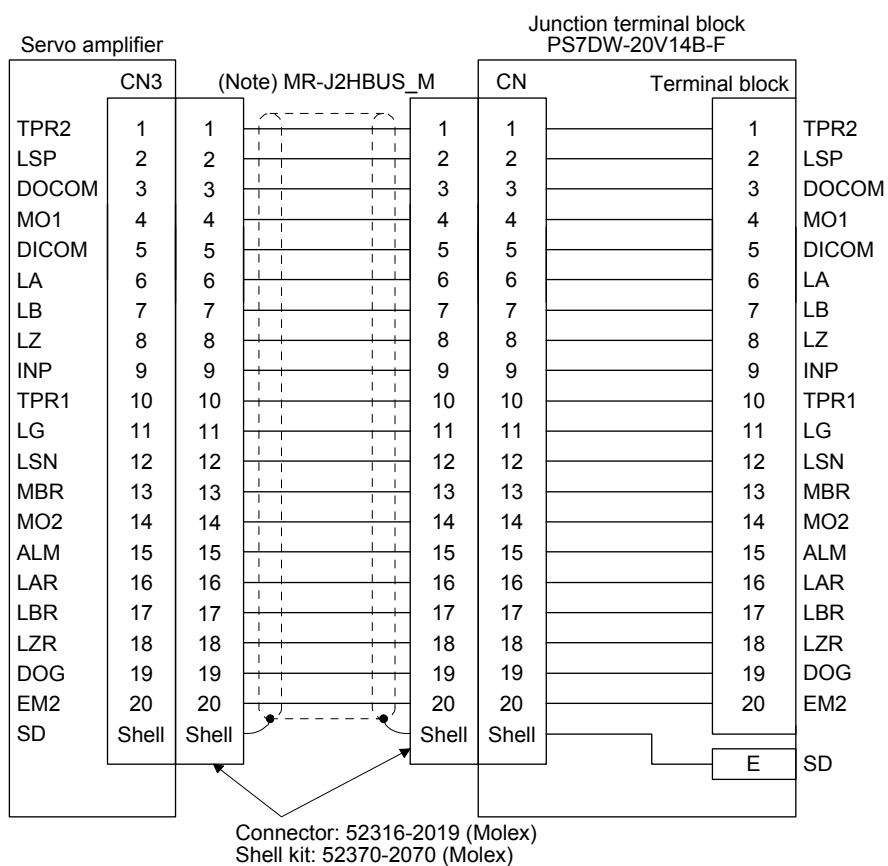 Junction terminal block
Servo amplifier PS7DW-20V14B-F
CN3 (Note) MR-J2HBUS_M CN Terminal block
TPR2 1 1 1 1 1 TPR2
LSP 2 2 2 2 2 LSP
DOCOM 3 3 3 3 3 DOCOM
MO1 4 4 4 4 4 MO1
DICOM 5 5 5 5 5 DICOM
LA 6 6 6 6 6 LA
LB 7 7 7 7 7 LB
LZ 8 8 8 8 8 LZ
INP 9 9 9 9 9 INP
TPR1 10 10 10 10 10 TPR1
LG 11 11 11 11 11 LG
LSN 12 12 12 12 12 LSN
MBR 13 13 13 13 13 MBR
MO2 14 14 14 14 14 MO2
ALM 15 15 15 15 15 ALM
LAR 16 16 16 16 16 LAR
LBR 17 17 17 17 17 LBR
LZR 18 18 18 18 18 LZR
DOG 19 19 19 19 19 DOG
EM2 20 20 20 20 20 EM2
SD Shell Shell Shell Shell
E SD
Connector: 52316-2019 (Molex)
Shell kit: 52370-2070 (Molex)